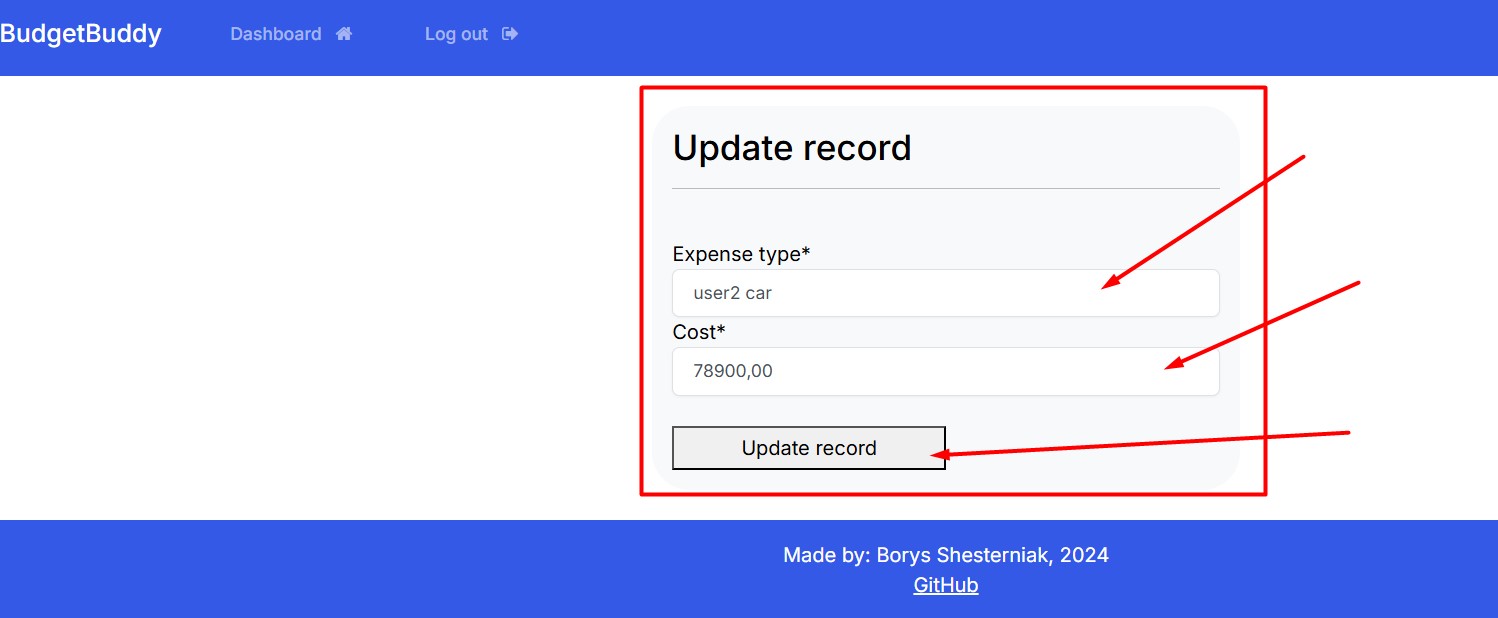 BudgetBuddy Dashboard Log out
Update record
Expense type*
user2 car
Cost*
78900,00
Update record
Made by: Borys Shesterniak, 2024
GitHub